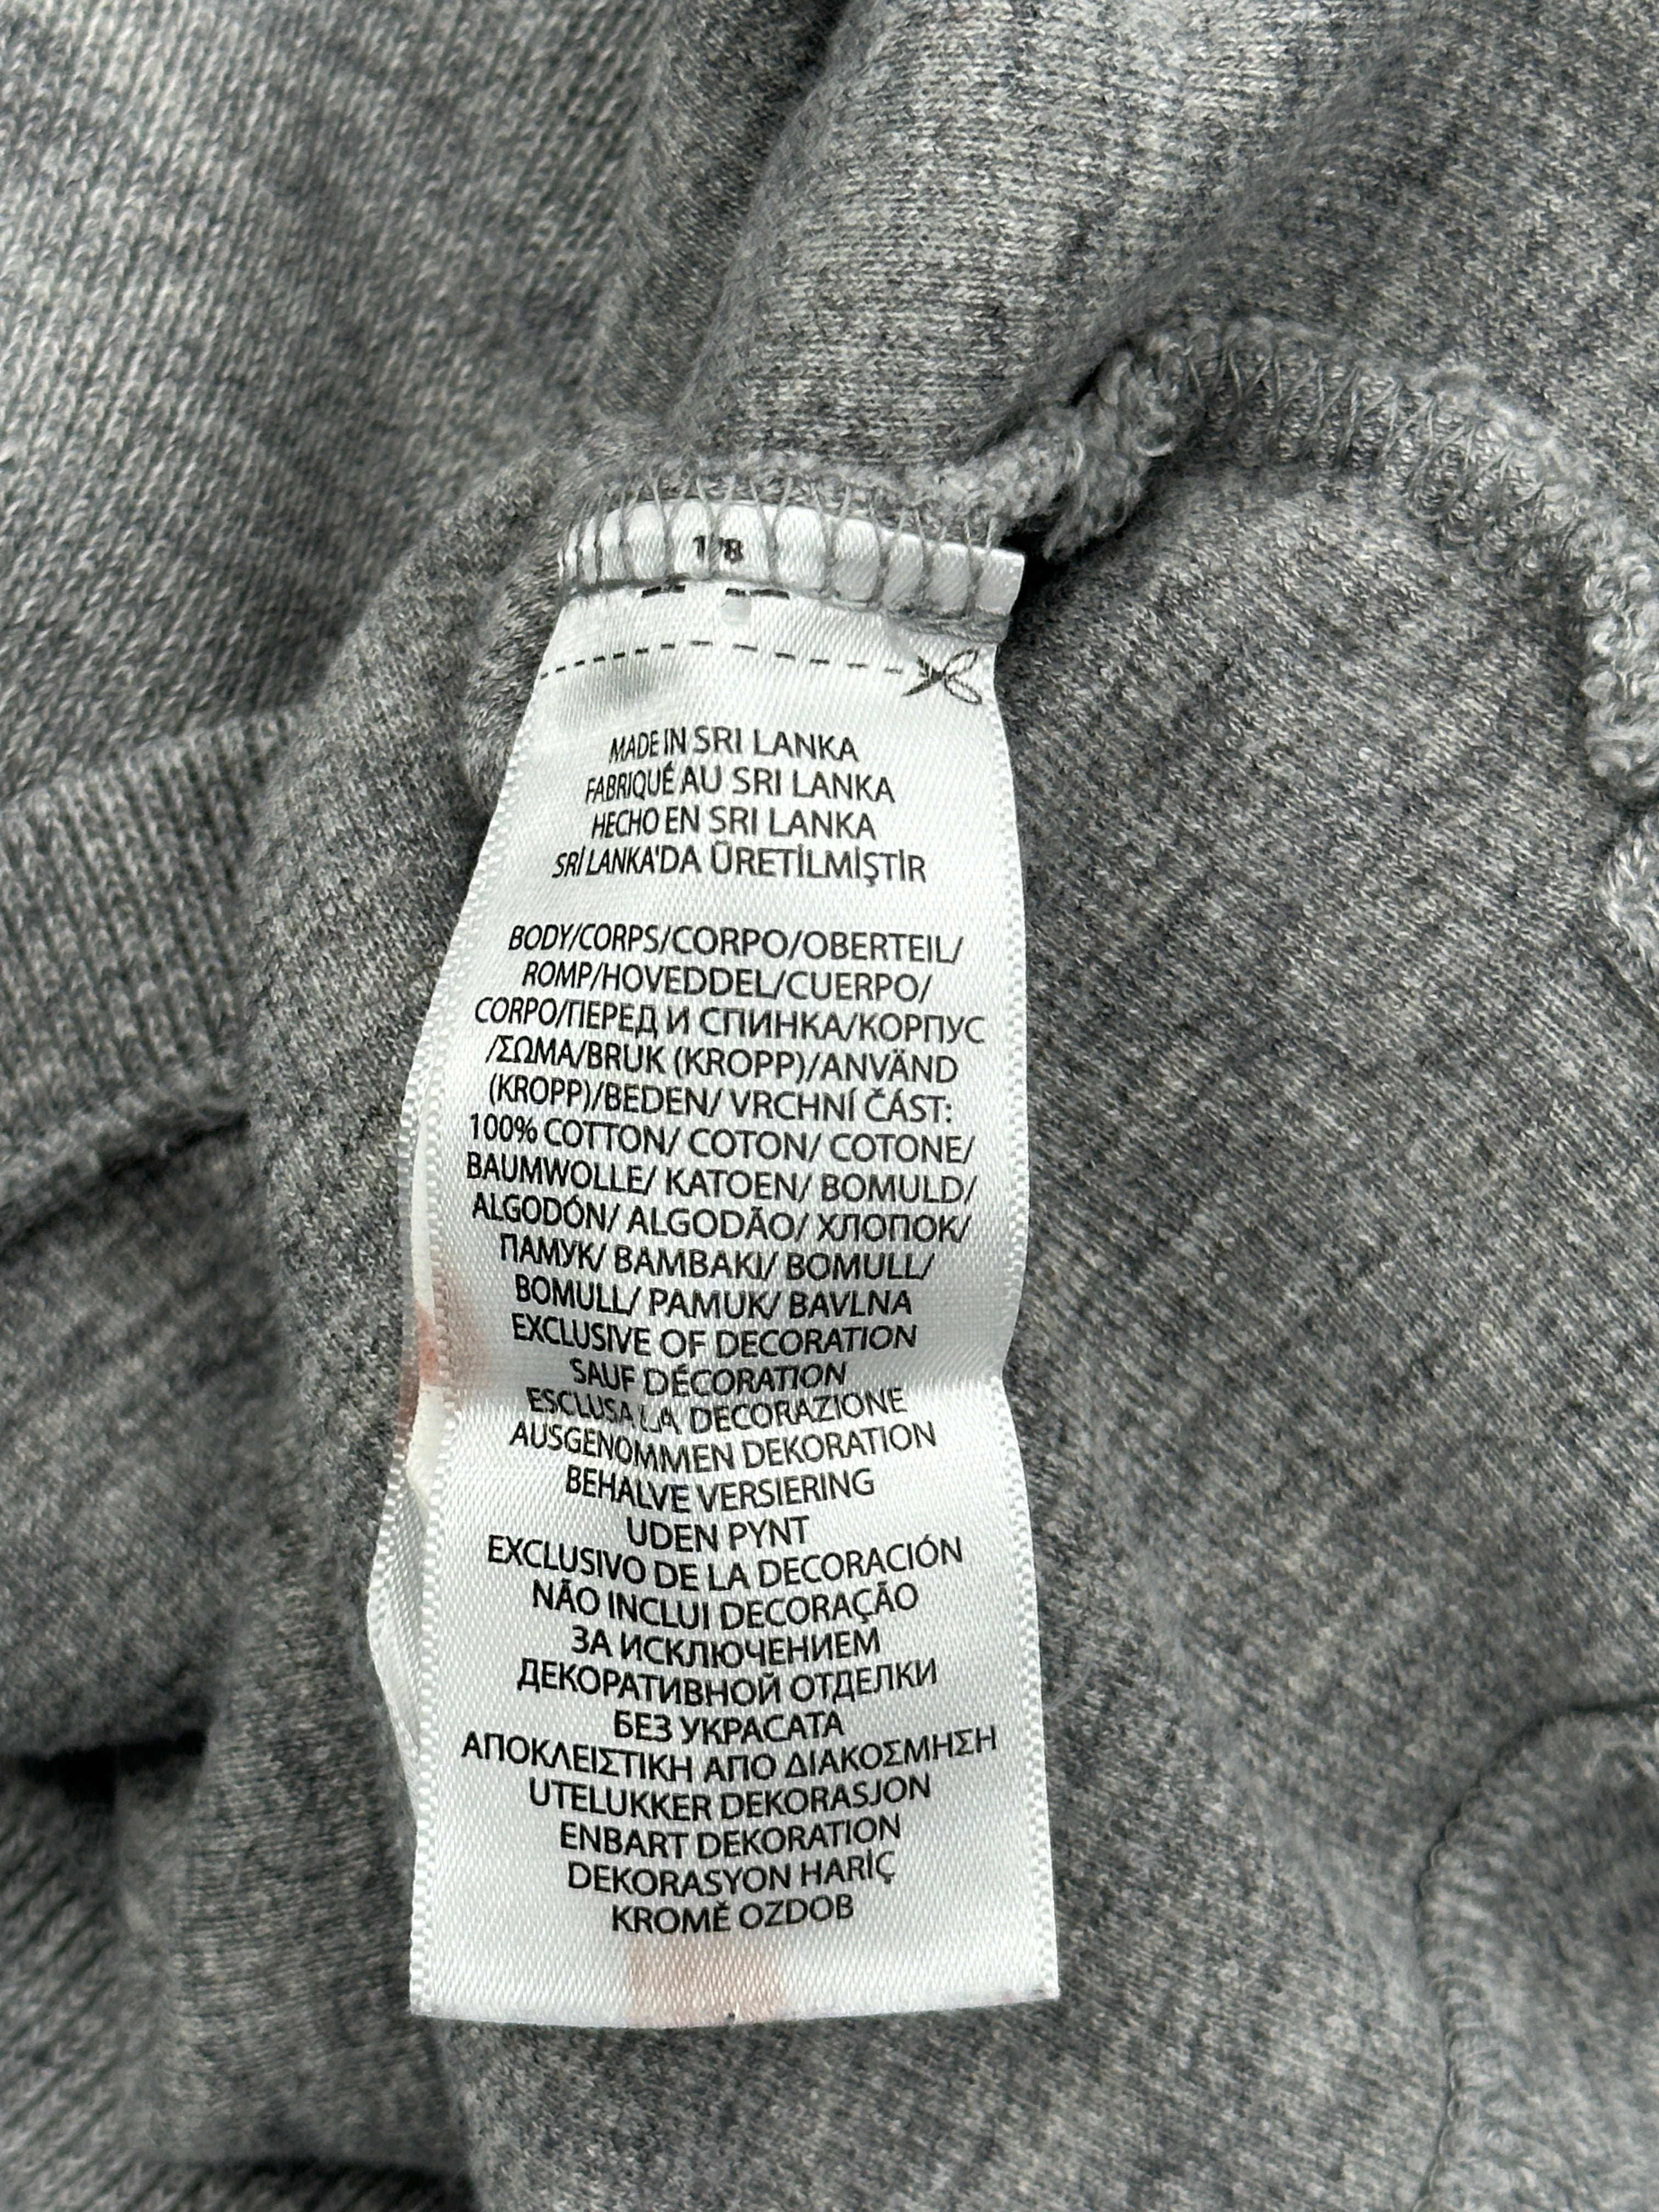 1/8
MADE IN SRI LANKA
FABRIQUÉ AU SRI LANKA
HECHO EN SRI LANKA
SRİ LANKA'DA ÜRETİLMİŞTİR
BODY/CORPS/CORPO/OBERTEIL/
ROMP/HOVEDDEL/CUERPO/
CORPO/ПЕРЕД И СПИНКА/КОРПУС
/ΣΩΜΑ/BRUK (KROPP)/ANVÄND
(KROPP)/BEDEN/ VRCHNÍ ČÁST:
100% COTTON/ COTON/ COTONE/
BAUMWOLLE/ KATOEN/ BOMULD/
ALGODÓN/ ALGODÃO/ ХЛОПОК/
ПАМУК/ BAMBAKI/ BOMULL/
BOMULL/ PAMUK/ BAVLNA
EXCLUSIVE OF DECORATION
SAUF DÉCORATION
ESCLUSA LA DECORAZIONE
AUSGENOMMEN DEKORATION
BEHALVE VERSIERING
UDEN PYNT
EXCLUSIVO DE LA DECORACIÓN
NÃO INCLUI DECORAÇÃO
ЗА ИСКЛЮЧЕНИЕМ
ДЕКОРАТИВНОЙ ОТДЕЛКИ
БЕЗ УКРАСАТА
ΑΠΟΚΛΕΙΣΤΙΚΗ ΑΠΟ ΔΙΑΚΟΣΜΗΣΗ
UTELUKKER DEKORASJON
ENBART DEKORATION
DEKORASYON HARİÇ
KROMĚ OZDOB